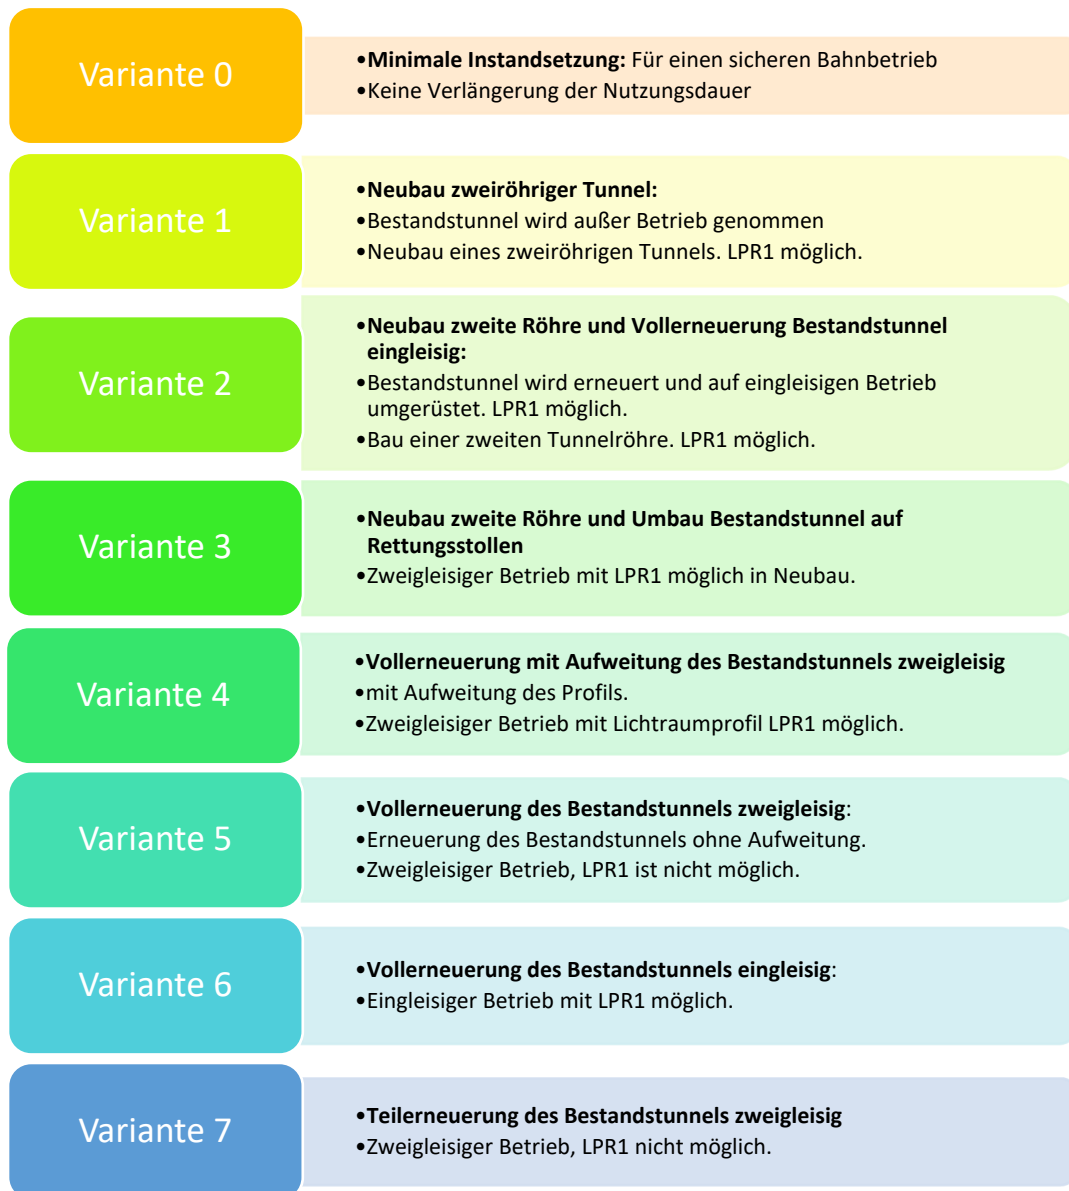 Variante 0
•Minimale Instandsetzung: Für einen sicheren Bahnbetrieb
•Keine Verlängerung der Nutzungsdauer
Variante 1
•Neubau zweiröhriger Tunnel:
•Bestandstunnel wird außer Betrieb genommen
•Neubau eines zweiröhrigen Tunnels. LPR1 möglich.
Variante 2
•Neubau zweite Röhre und Vollerneuerung Bestandstunnel
eingleisig:
•Bestandstunnel wird erneuert und auf eingleisigen Betrieb
umgerüstet. LPR1 möglich.
•Bau einer zweiten Tunnelröhre. LPR1 möglich.
Variante 3
•Neubau zweite Röhre und Umbau Bestandstunnel auf
Rettungsstollen
•Zweigleisiger Betrieb mit LPR1 möglich in Neubau.
Variante 4
•Vollerneuerung mit Aufweitung des Bestandstunnels zweigleisig
•mit Aufweitung des Profils.
•Zweigleisiger Betrieb mit Lichtraumprofil LPR1 möglich.
Variante 5
•Vollerneuerung des Bestandstunnels zweigleisig:
•Erneuerung des Bestandstunnels ohne Aufweitung.
•Zweigleisiger Betrieb, LPR1 ist nicht möglich.
Variante 6
•Vollerneuerung des Bestandstunnels eingleisig:
•Eingleisiger Betrieb mit LPR1 möglich.
Variante 7
•Teilerneuerung des Bestandstunnels zweigleisig
•Zweigleisiger Betrieb, LPR1 nicht möglich.